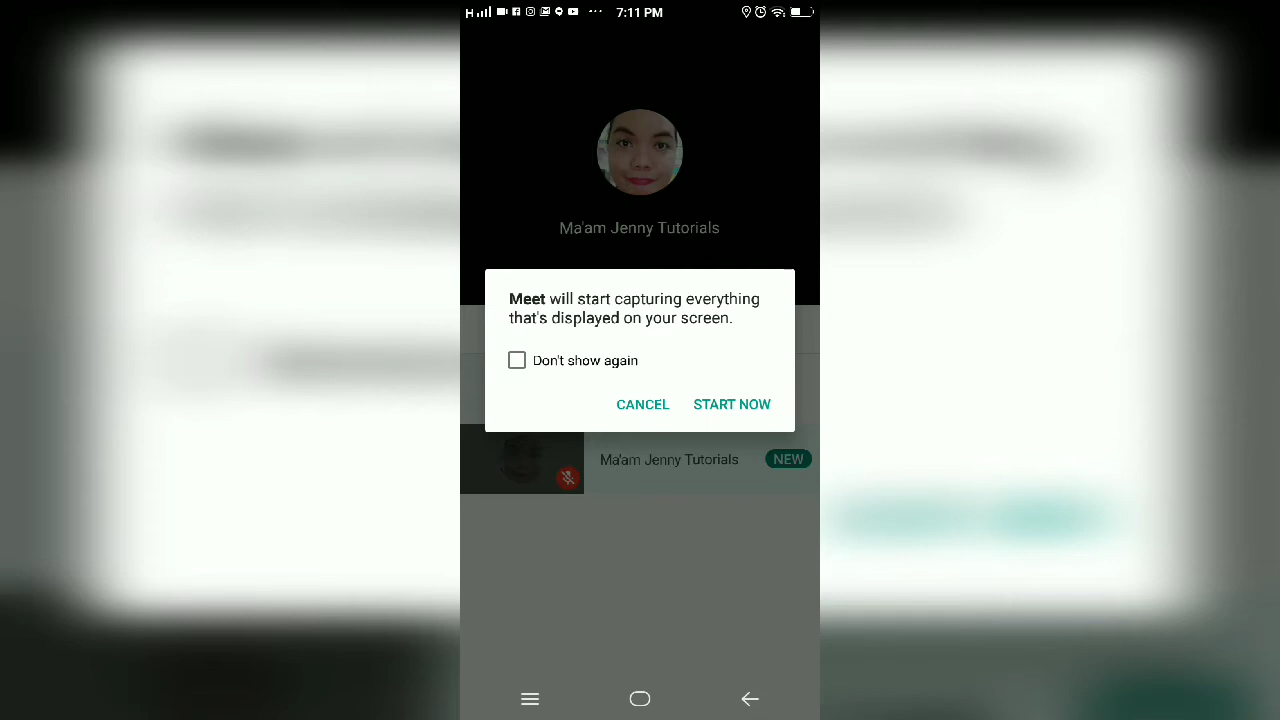 H 7:11 PM
Ma'am Jenny Tutorials
Meet will start capturing everything
that's displayed on your screen.
Don't show again
CANCEL START NOW
Ma'am Jenny Tutorials NEW